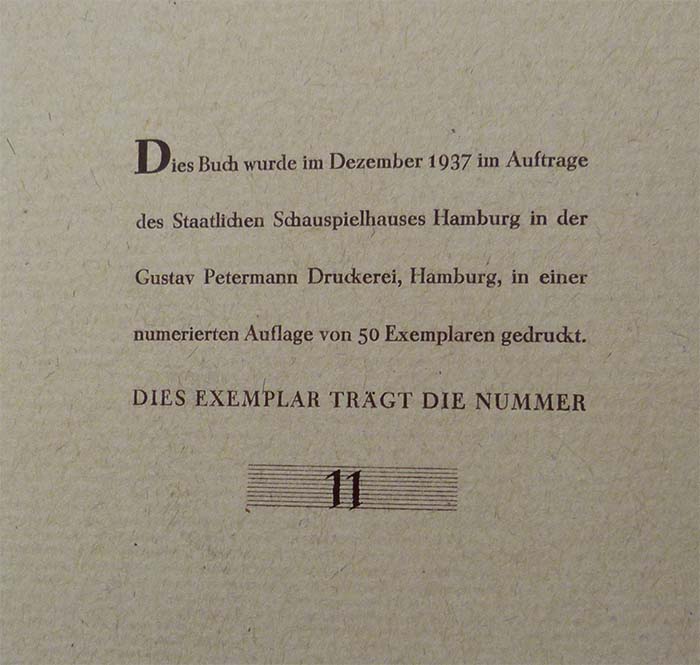 Dies Buch wurde im Dezember 1937 im Auftrage
des Staatlichen Schauspielhauses Hamburg in der
Gustav Petermann Druckerei, Hamburg, in einer
numerierten Auflage von 50 Exemplaren gedruckt.
DIES EXEMPLAR TRÄGT DIE NUMMER
11